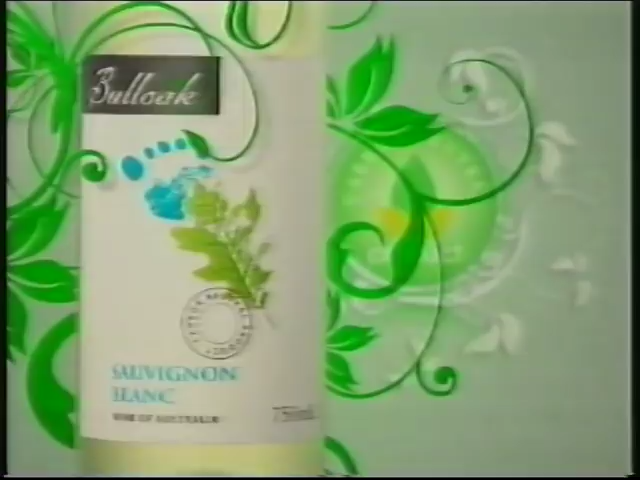 Bulloak
SAUVIGNON
BLANC
WINE OF AUSTRALIA
750mL